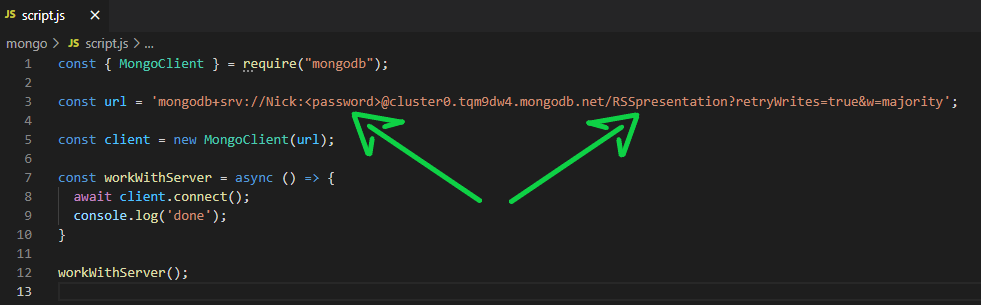 JS script.js ×
mongo > JS script.js > ...
1 const { MongoClient } = require("mongodb");
2
3 const url = 'mongodb+srv://Nick:<password>@cluster0.tqm9dw4.mongodb.net/RSSpresentation?retryWrites=true&w=majority';
4
5 const client = new MongoClient(url);
6
7 const workWithServer = async () => {
8 await client.connect();
9 console.log('done');
10 }
11
12 workWithServer();
13